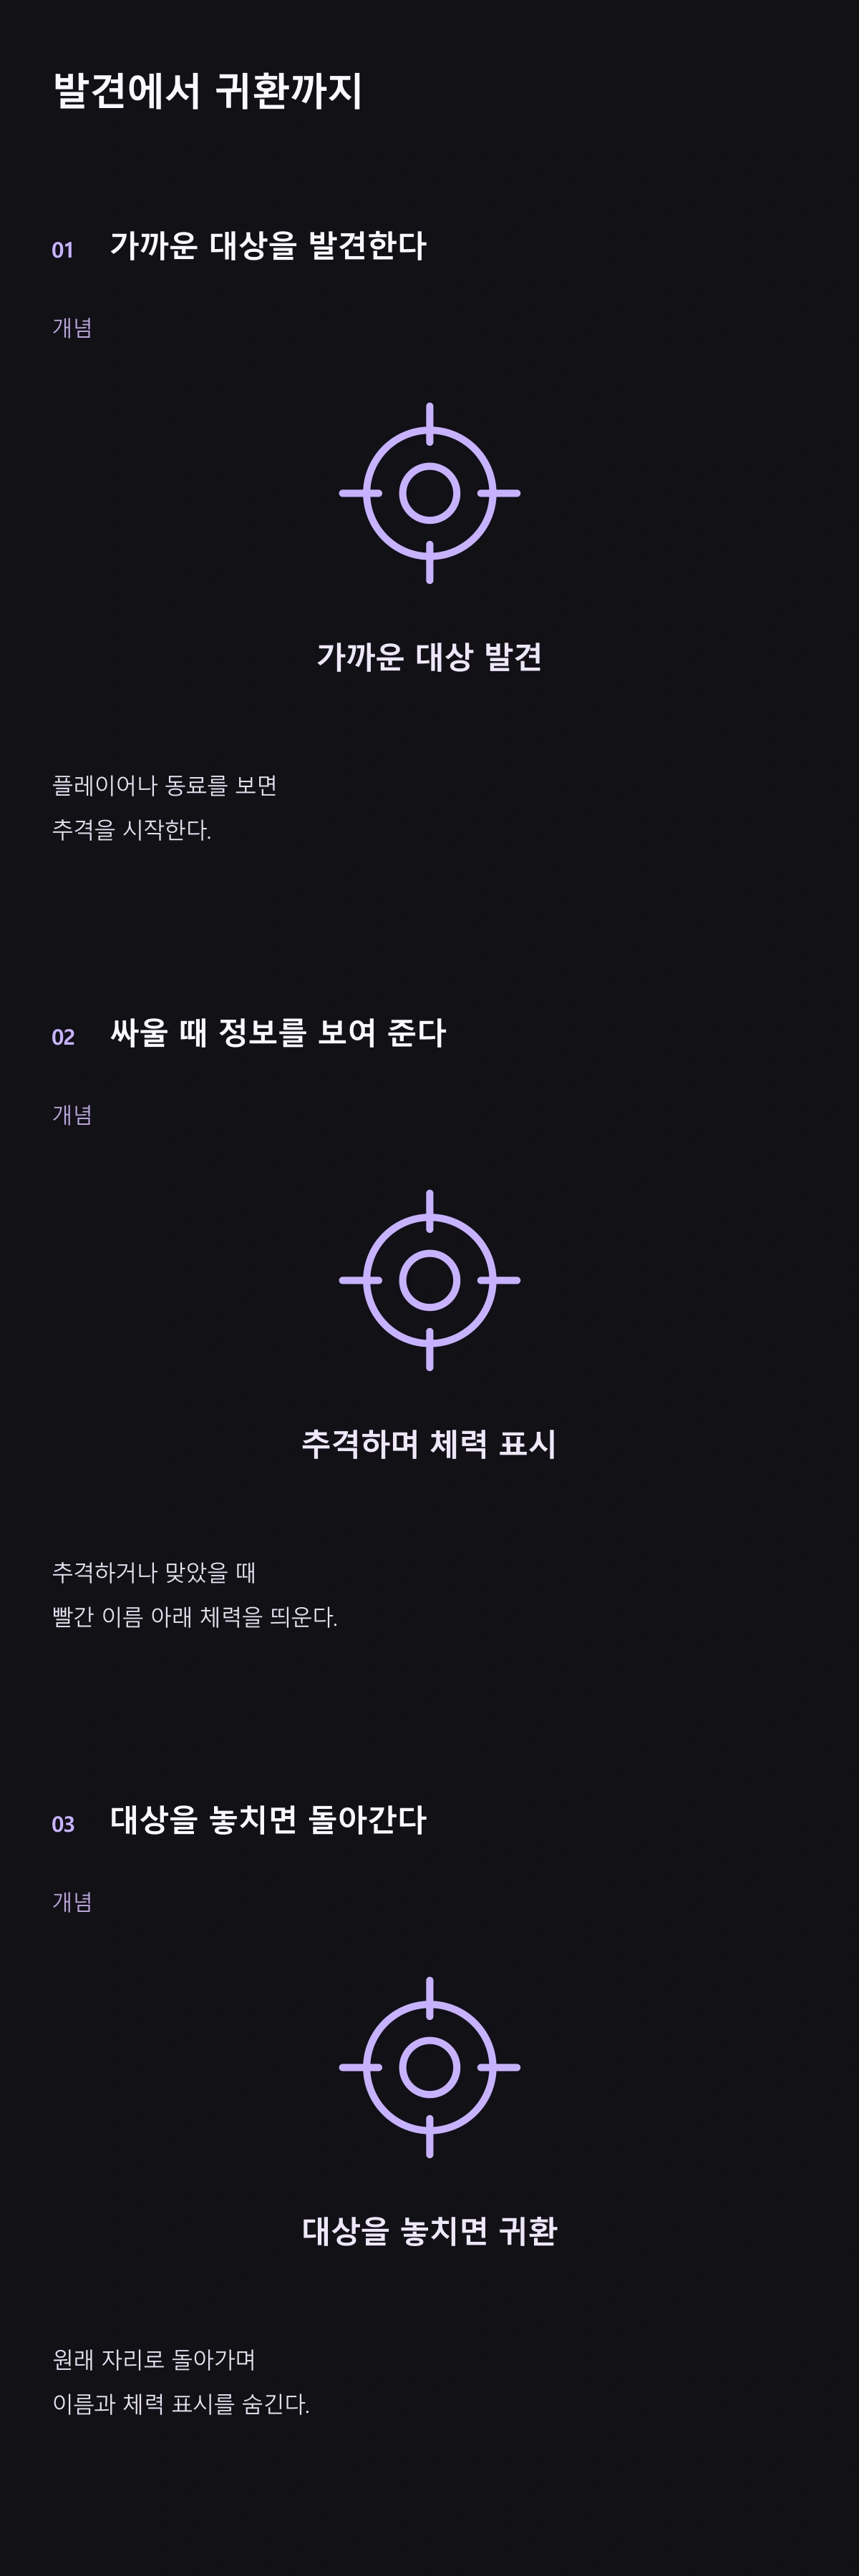 발견에서 귀환까지
01 가까운 대상을 발견한다
개념
가까운 대상 발견
플레이어나 동료를 보면
추격을 시작한다.
02 싸울 때 정보를 보여 준다
개념
추격하며 체력 표시
추격하거나 맞았을 때
빨간 이름 아래 체력을 띄운다.
03 대상을 놓치면 돌아간다
개념
대상을 놓치면 귀환
원래 자리로 돌아가며
이름과 체력 표시를 숨긴다.